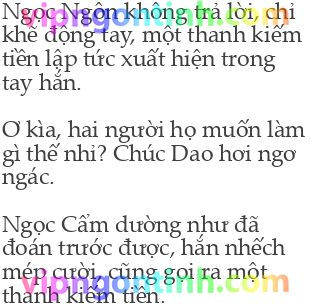 Ngọc Ngôn không trả lời, chỉ
khẽ động tay, một thanh kiếm
tiền lập tức xuất hiện trong
tay hắn.
Ơ kìa, hai người họ muốn làm
gì thế nhỉ? Chúc Dao hơi ngơ
ngác.
Ngọc Cẩm dường như đã
đoán trước được, hắn nhếch
mép cười, cũng gọi ra một
thanh kiếm tiền.
vipngontinh.com
vipngontinh.com